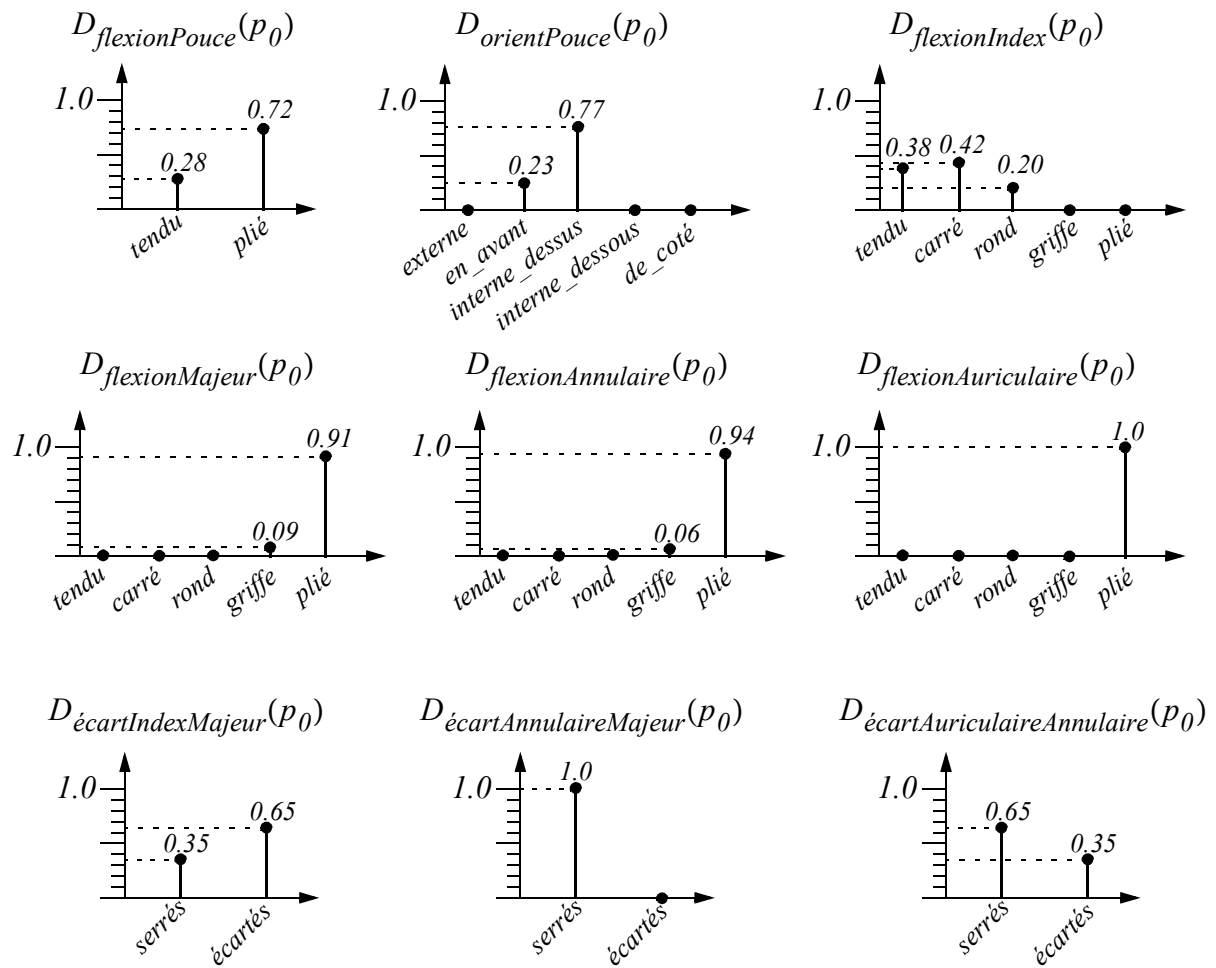 D_flexionPouce(p_0)
D_orientPouce(p_0)
D_flexionIndex(p_0)
1.0
0.72
0.28
tendu
plié
1.0
0.77
0.23
externe
en_avant
interne_dessus
interne_dessous
de_coté
1.0
0.38
0.42
0.20
tendu
carré
rond
griffe
plié
D_flexionMajeur(p_0)
D_flexionAnnulaire(p_0)
D_flexionAuriculaire(p_0)
1.0
0.91
0.09
tendu
carré
rond
griffe
plié
1.0
0.94
0.06
tendu
carré
rond
griffe
plié
1.0
1.0
tendu
carré
rond
griffe
plié
D_écartIndexMajeur(p_0)
D_écartAnnulaireMajeur(p_0)
D_écartAuriculaireAnnulaire(p_0)
1.0
0.65
0.35
serrés
écartés
1.0
1.0
serrés
écartés
1.0
0.65
0.35
serrés
écartés